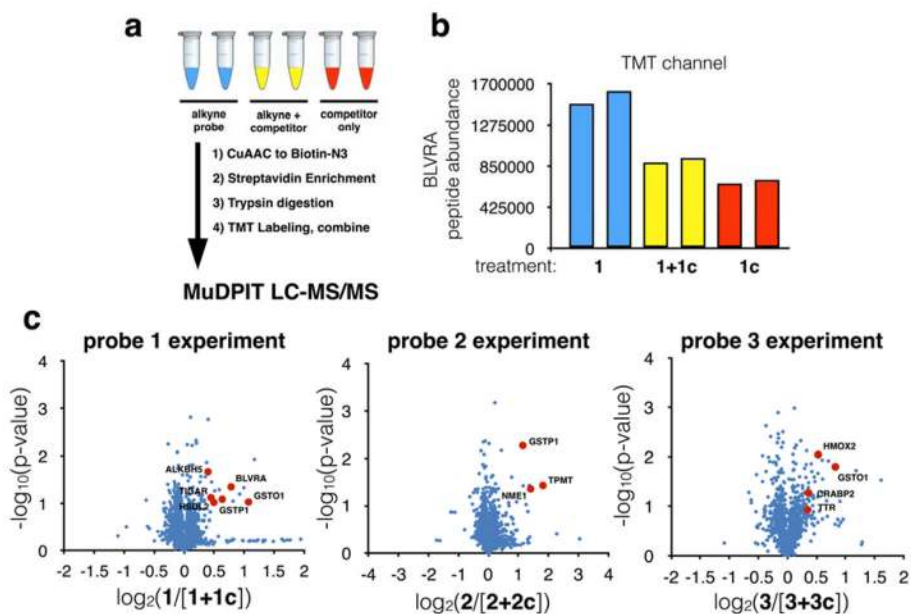 a
alkyne probe
alkyne + competitor
competitor only
1) CuAAC to Biotin-N3
2) Streptavidin Enrichment
3) Trypsin digestion
4) TMT Labeling, combine
MuDPIT LC-MS/MS
b
TMT channel
BLVRA
peptide abundance
1700000
1275000
850000
425000
0
treatment: 1 1+1c 1c
c
probe 1 experiment
-log10(p-value)
4
3
2
1
0
ALKBH5
BLVRA
TIGAR
GSTO1
HSDL2
GSTP1
-2 -1.5 -1 -0.5 0 0.5 1 1.5 2
log2(1/[1+1c])
probe 2 experiment
-log10(p-value)
4
3
2
1
0
GSTP1
TPMT
NME1
-4 -3 -2 -1 0 1 2 3 4
log2(2/[2+2c])
probe 3 experiment
-log10(p-value)
4
3
2
1
0
HMOX2
GSTO1
CRABP2
TTR
-2 -1.5 -1 -0.5 0 0.5 1 1.5 2
log2(3/[3+3c])